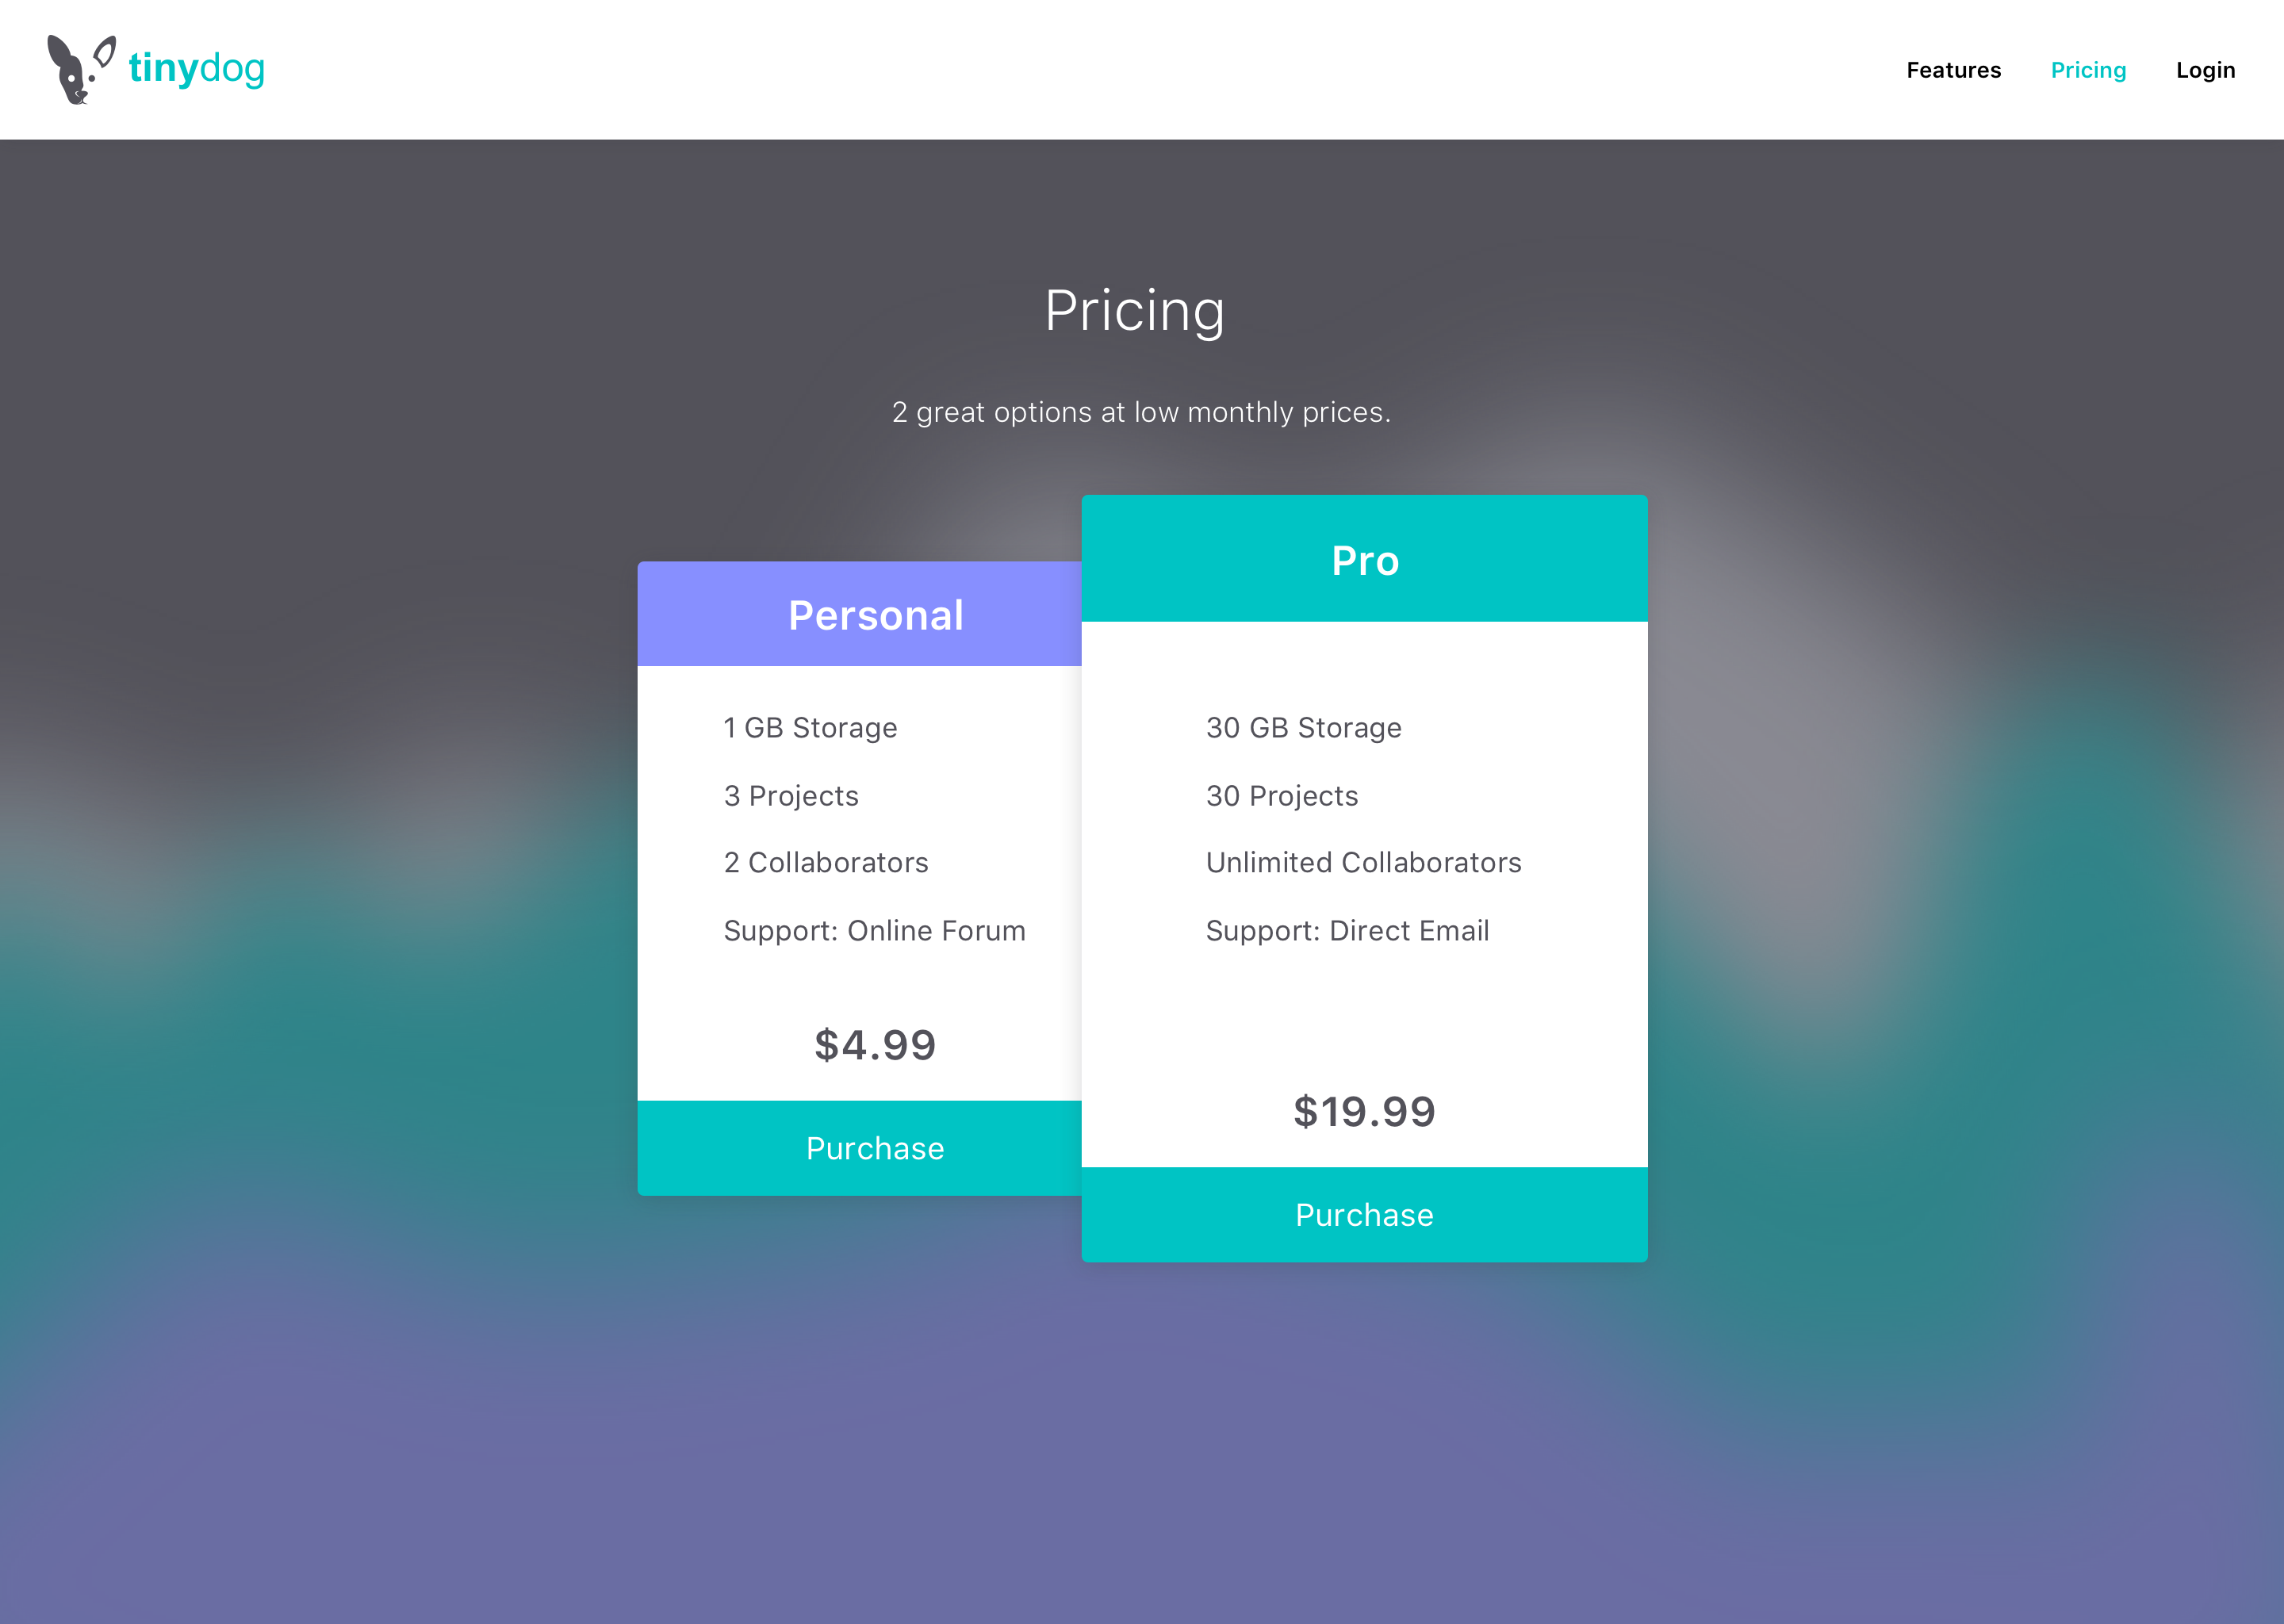 tinydog
Features
Pricing
Login
Pricing
2 great options at low monthly prices.
Personal
1 GB Storage
3 Projects
2 Collaborators
Support: Online Forum
$4.99
Purchase
Pro
30 GB Storage
30 Projects
Unlimited Collaborators
Support: Direct Email
$19.99
Purchase